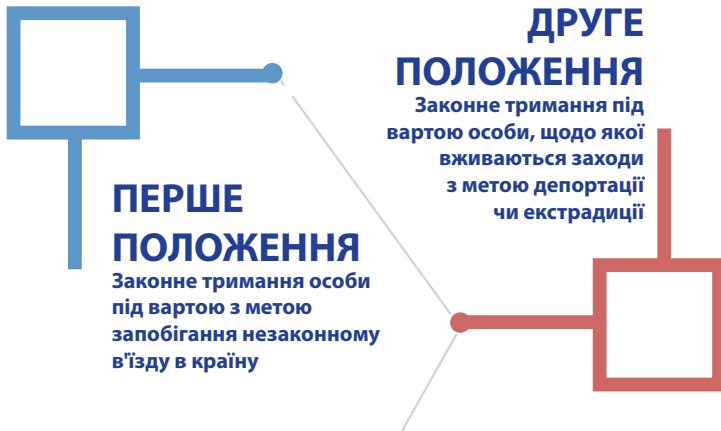 ПЕРШЕ
ПОЛОЖЕННЯ
Законне тримання особи
під вартою з метою
запобігання незаконному
в'їзду в країну
ДРУГЕ
ПОЛОЖЕННЯ
Законне тримання під
вартою особи, щодо якої
вживаються заходи
з метою депортації
чи екстрадиції